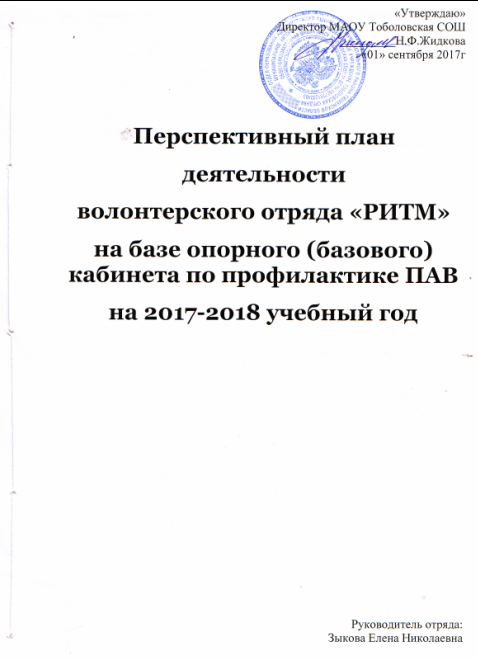 «Утверждаю»
Директор МАОУ Тоболовская СОШ
Н.Ф.Жидкова
«01» сентября 2017г
Перспективный план
деятельности
волонтерского отряда «РИТМ»
на базе опорного (базового)
кабинета по профилактике ПАВ
на 2017-2018 учебный год
Руководитель отряда:
Зыкова Елена Николаевна